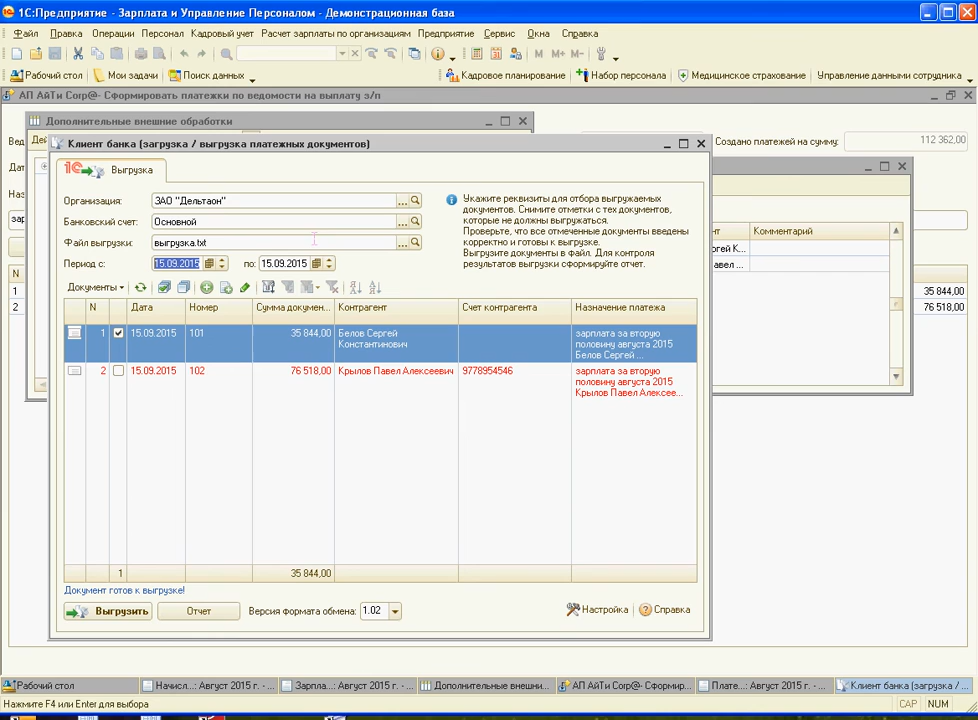 1С:Предприятие - Зарплата и Управление Персоналом - Демонстрационная база
Файл Правка Операции Персонал Кадровый учет Расчет зарплаты по организациям Предприятие Сервис Окна Справка
M M+ M-
Рабочий стол Мои задачи Поиск данных Кадровое планирование Набор персонала Медицинское страхование Управление данными сотрудника
АП АйТи Corp@- Сформировать платежки по ведомости на выплату з/п
Дополнительные внешние обработки
Вед
Дей
Создано платежей на сумму 112 362,00
Клиент банка (загрузка / выгрузка платежных документов)
Дат
Выгрузка
Наз
Организация: ЗАО "Дельтаон" ...
Банковский счет: Основной ...
Файл выгрузки: выгрузка.txt ...
Период с: 15.09.2015 по: 15.09.2015
Укажите реквизиты для отбора выгружаемых
документов. Снимите отметки с тех документов,
которые не должны выгружаться.
Проверьте, что все отмеченные документы введены
корректно и готовы к выгрузке.
Выгрузите документы в файл. Для контроля
результатов выгрузки сформируйте отчет.
зар
нт Комментарий
ргей К...
авел ...
Документы
N Дата Номер Сумма докумен... Контрагент Счет контрагента Назначение платежа
1 15.09.2015 101 35 844,00 Белов Сергей
Константинович
зарплата за вторую
половину августа 2015
Белов Сергей ...
2 15.09.2015 102 76 518,00 Крылов Павел Алексеевич 9778954546
зарплата за вторую
половину августа 2015
Крылов Павел Алексее...
N
1 35 844,00
2 76 518,00
1 35 844,00
Документ готов к выгрузке!
Выгрузить Отчет Версия формата обмена: 1.02 Настройка Справка
Рабочий стол Начисл...: Август 2015 г. - ... Зарпла...: Август 2015 г. - ... Дополнительные внешни... АП АйТи Corp@- Сформир... Плате...: Август 2015 г. - ... Клиент банка (загрузка / ...
Нажмите F4 или Enter для выбора CAP NUM